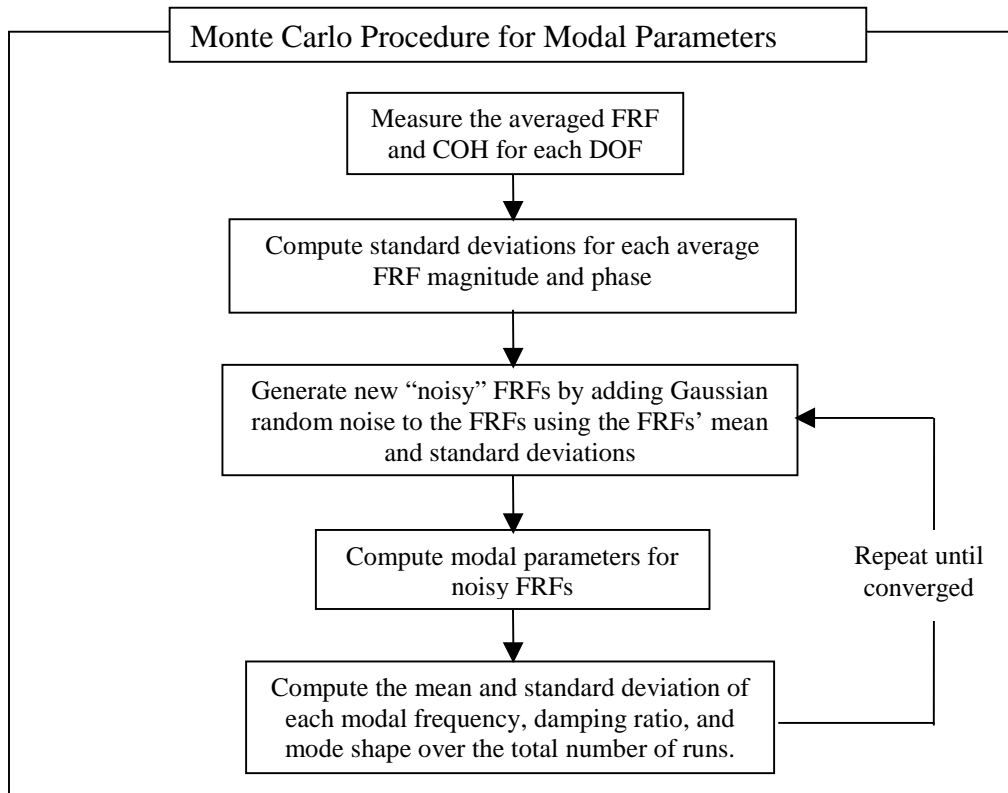 Monte Carlo Procedure for Modal Parameters
Measure the averaged FRF
and COH for each DOF
Compute standard deviations for each average
FRF magnitude and phase
Generate new “noisy” FRFs by adding Gaussian
random noise to the FRFs using the FRFs’ mean
and standard deviations
Compute modal parameters for
noisy FRFs
Repeat until
converged
Compute the mean and standard deviation of
each modal frequency, damping ratio, and
mode shape over the total number of runs.